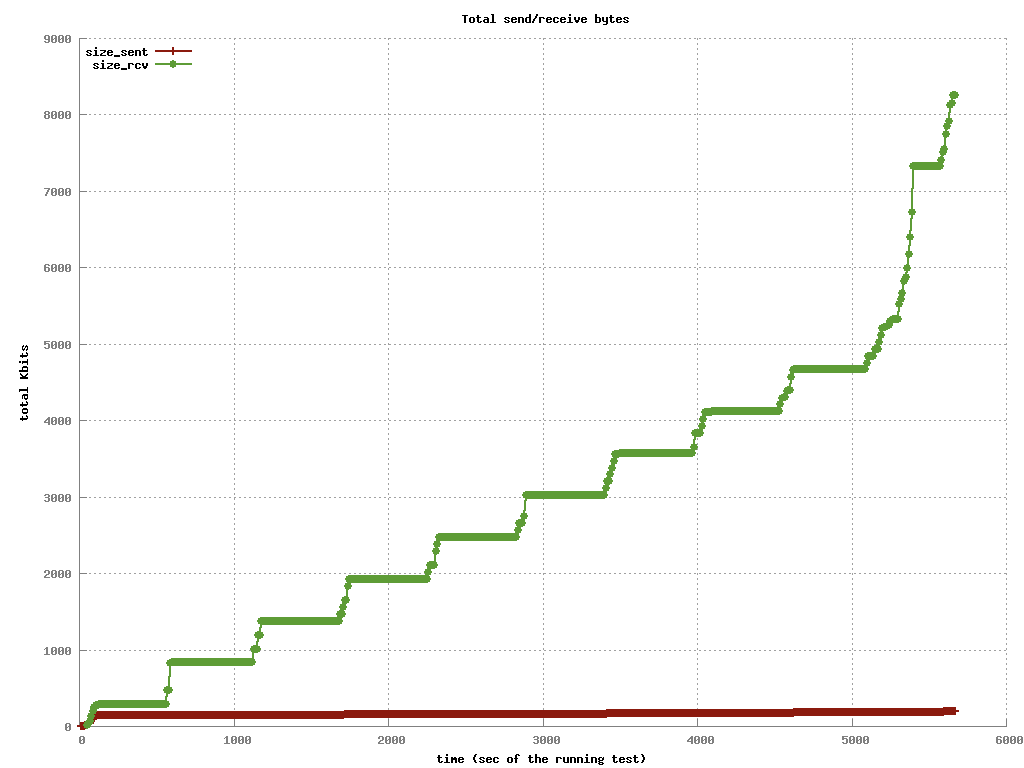 Total send/receive bytes
9000
8000
7000
6000
5000
4000
3000
2000
1000
0
size_sent
size_rcv
total Kbits
0 1000 2000 3000 4000 5000 6000
time (sec of the running test)